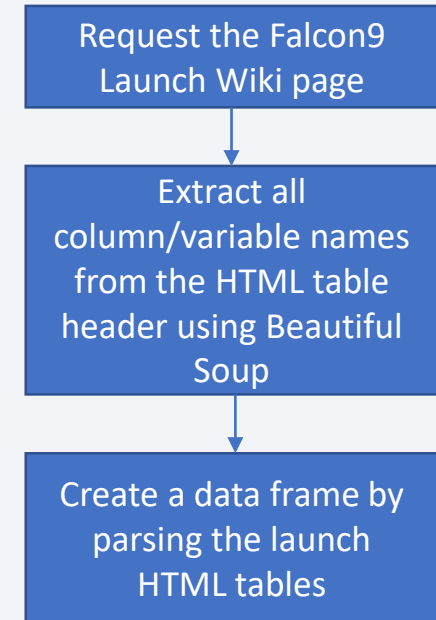 Request the Falcon9
Launch Wiki page
Extract all
column/variable names
from the HTML table
header using Beautiful
Soup
Create a data frame by
parsing the launch
HTML tables